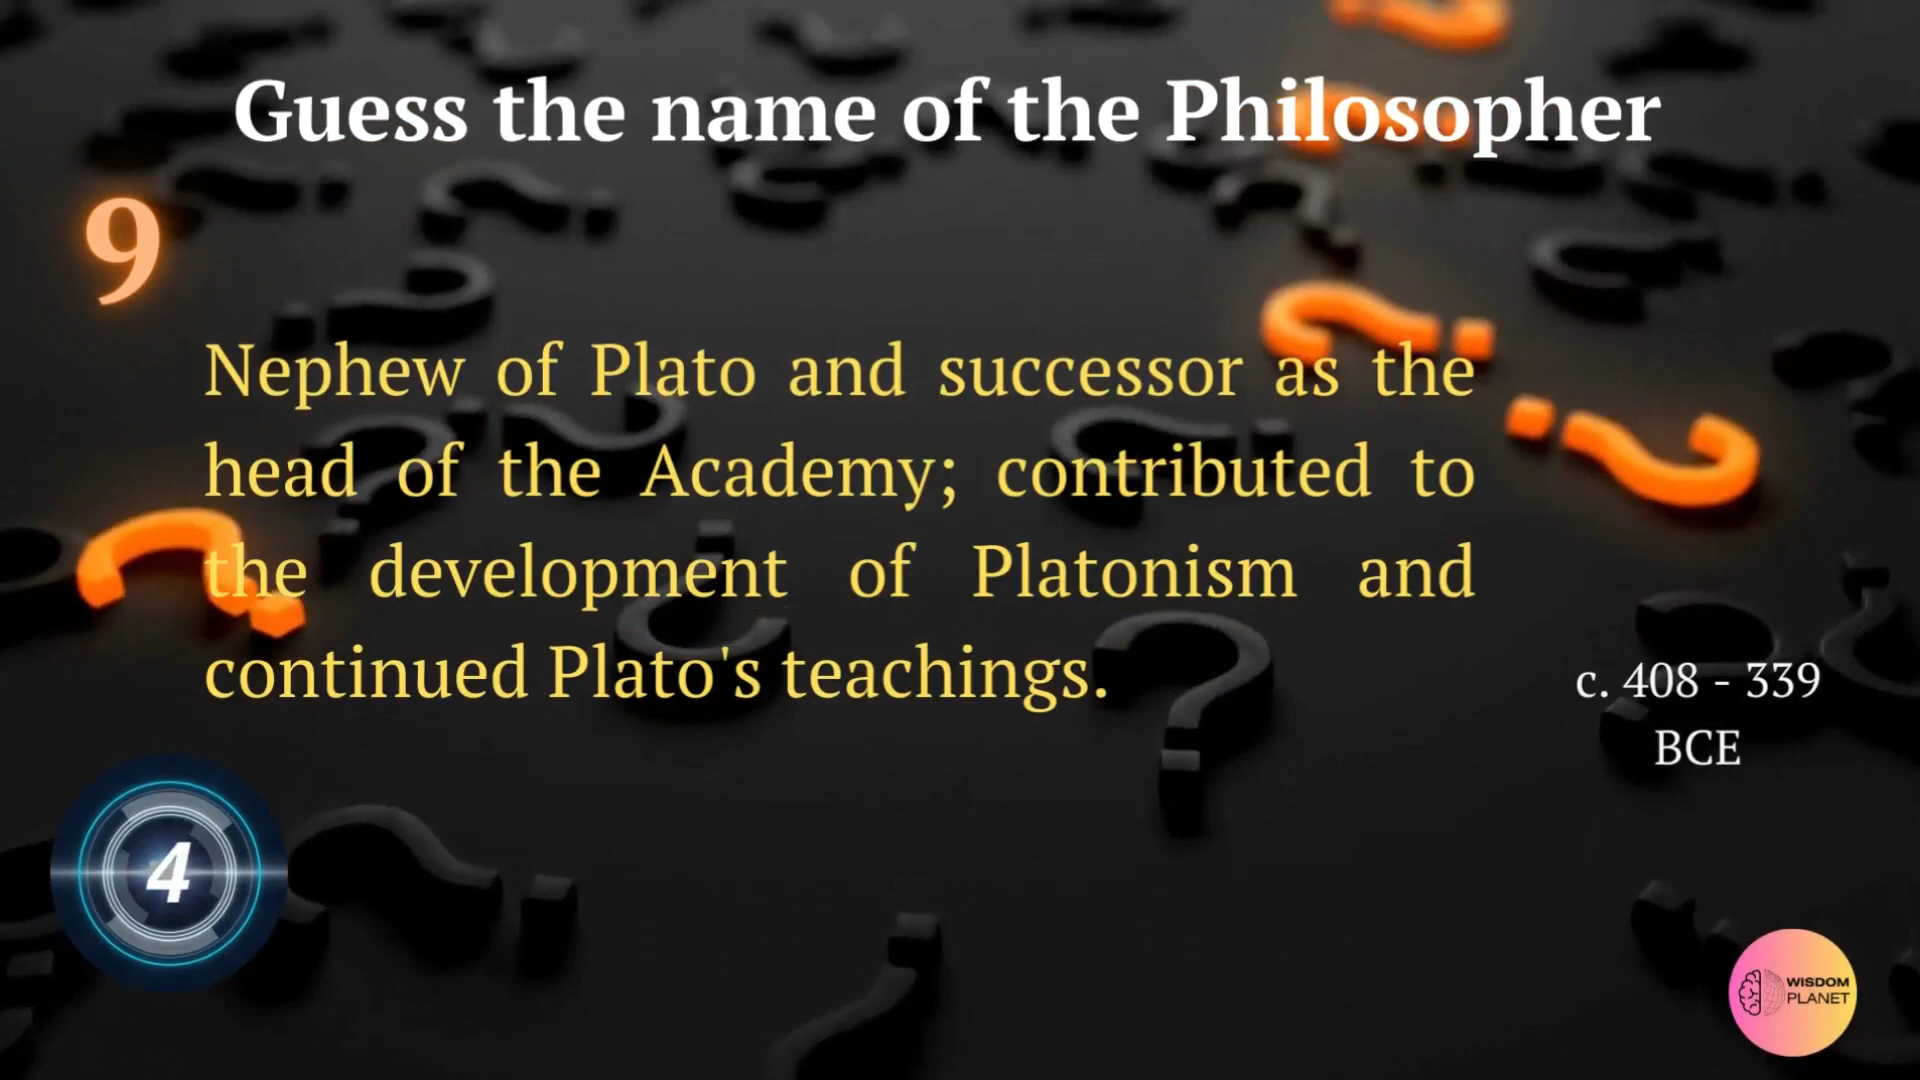 Guess the name of the Philosopher
9
Nephew of Plato and successor as the
head of the Academy; contributed to
the development of Platonism and
continued Plato's teachings.
c. 408 - 339
BCE
4
WISDOM
PLANET